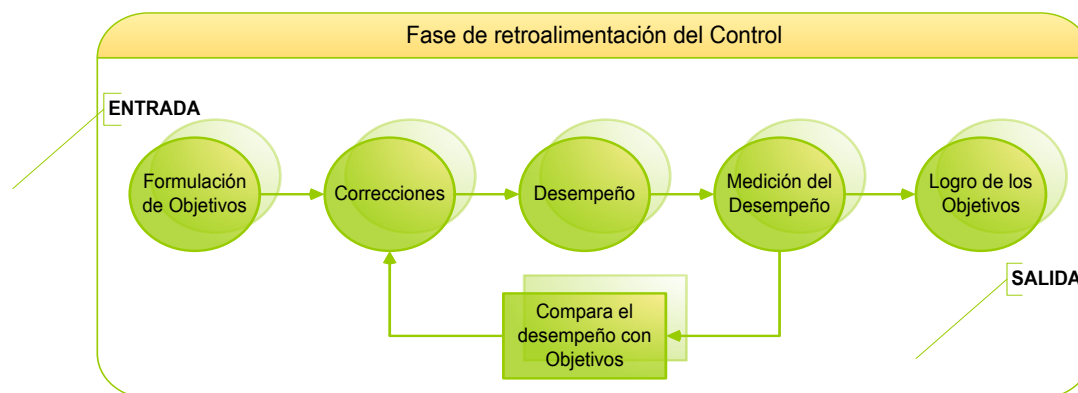 Fase de retroalimentación del Control
ENTRADA
Formulación
de Objetivos
Correcciones
Desempeño
Medición del
Desempeño
Logro de los
Objetivos
SALIDA
Compara el
desempeño con
Objetivos